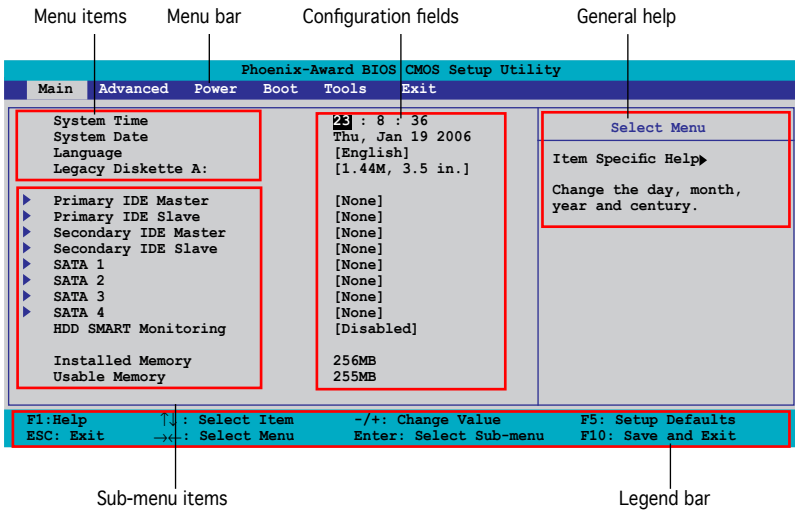 Menu items Menu bar Configuration fields General help
Phoenix-Award BIOS CMOS Setup Utility
Main Advanced Power Boot Tools Exit
System Time 23 : 8 : 36
System Date Thu, Jan 19 2006
Language [English]
Legacy Diskette A: [1.44M, 3.5 in.]
Primary IDE Master [None]
Primary IDE Slave [None]
Secondary IDE Master [None]
Secondary IDE Slave [None]
SATA 1 [None]
SATA 2 [None]
SATA 3 [None]
SATA 4 [None]
HDD SMART Monitoring [Disabled]
Installed Memory 256MB
Usable Memory 255MB
Select Menu
Item Specific Help
Change the day, month,
year and century.
F1:Help ↑↓: Select Item -/+: Change Value F5: Setup Defaults
ESC: Exit →←: Select Menu Enter: Select Sub-menu F10: Save and Exit
Sub-menu items Legend bar